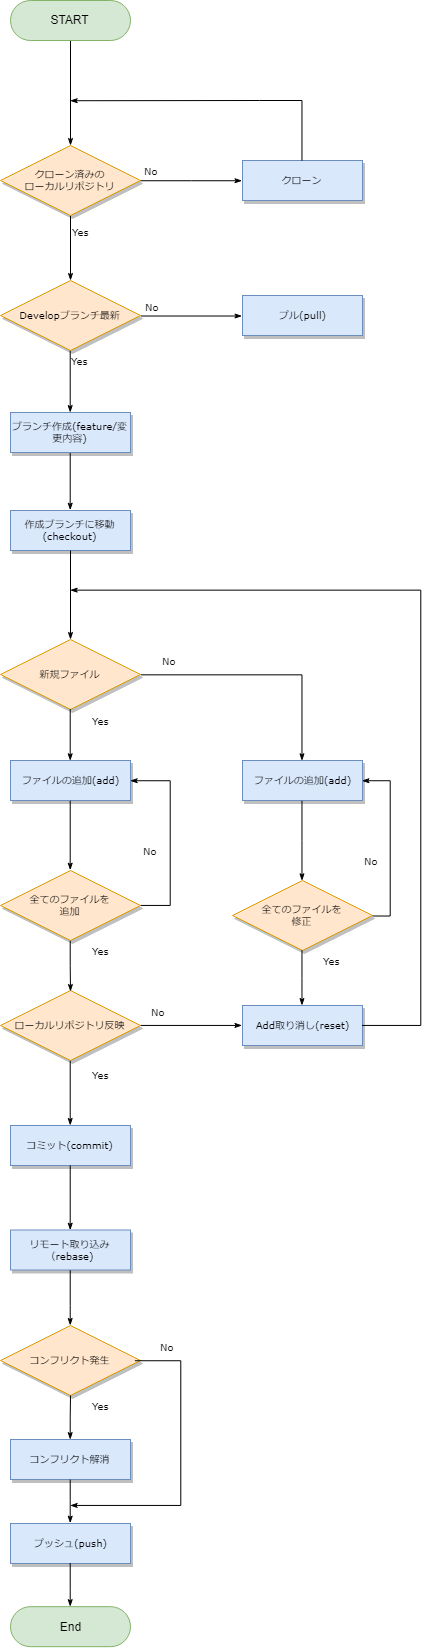 START
クローン済みの
ローカルリポジトリ
No
クローン
Yes
Developブランチ最新
No
プル(pull)
Yes
ブランチ作成(feature/変
更内容)
作成ブランチに移動
(checkout)
新規ファイル
No
Yes
ファイルの追加(add)
ファイルの追加(add)
No
No
全てのファイルを
追加
全てのファイルを
修正
Yes
Yes
ローカルリポジトリ反映
No
Add取り消し(reset)
Yes
コミット(commit)
リモート取り込み
（rebase)
コンフリクト発生
No
Yes
コンフリクト解消
プッシュ(push)
End